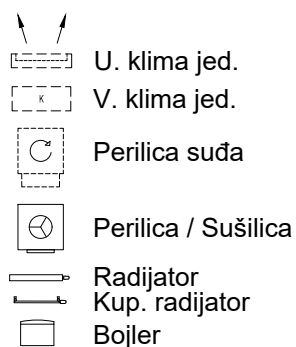 U. klima jed.
K V. klima jed.
Perilica suđa
Perilica / Sušilica
Radijator
Kup. radijator
Bojler